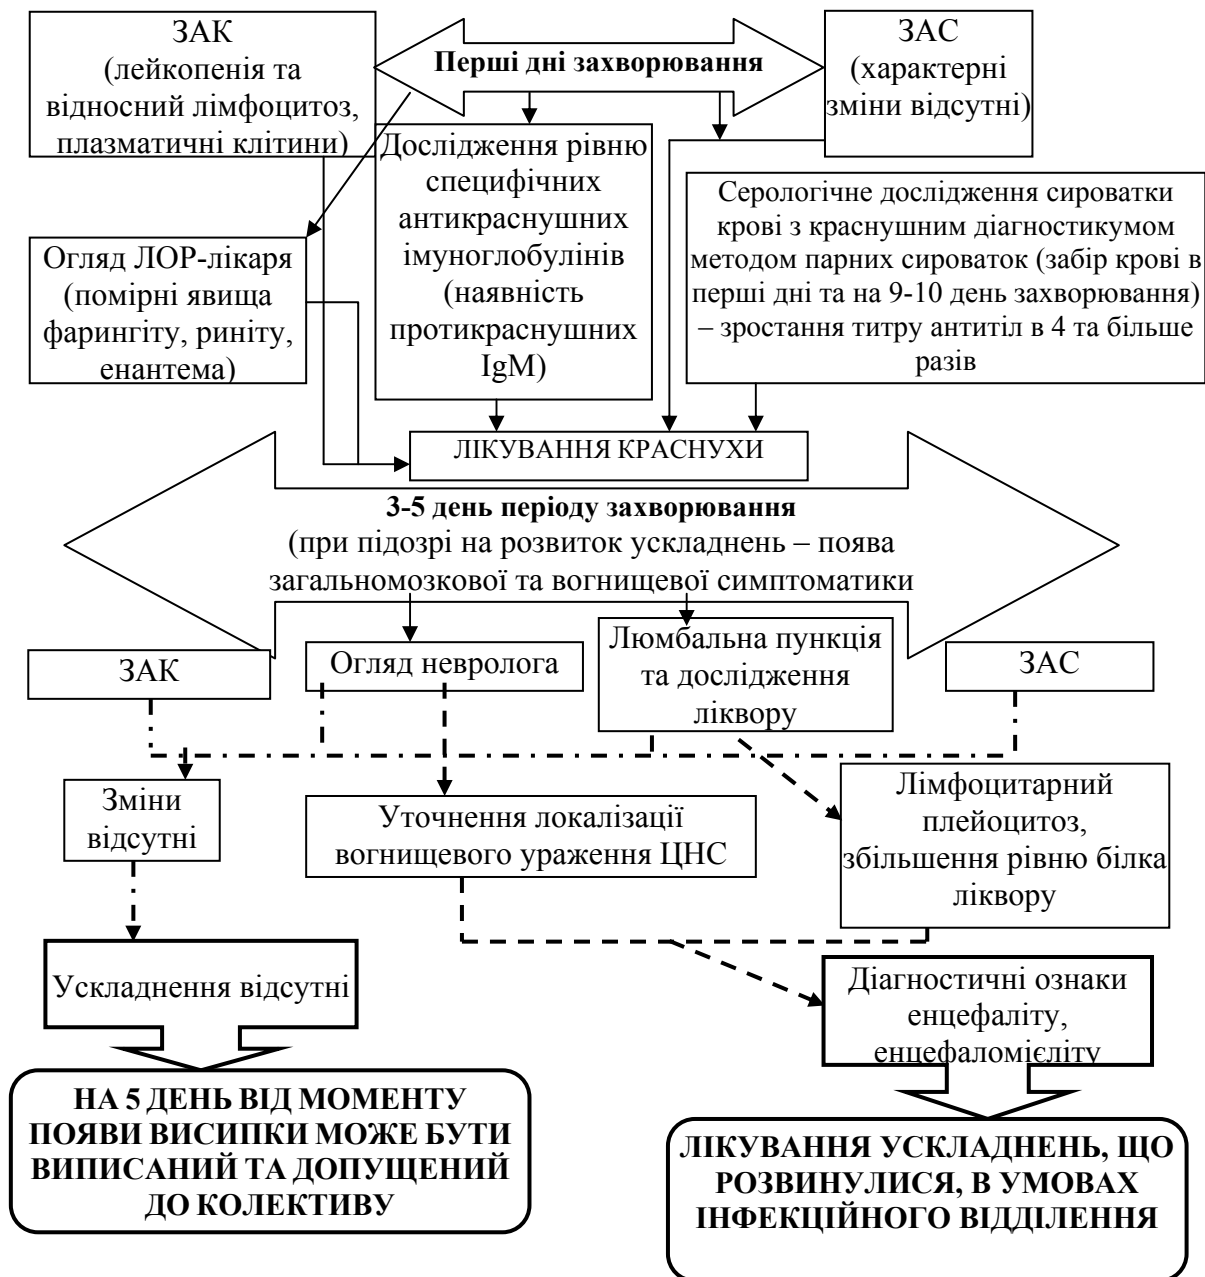 ЗАК
(лейкопенія та
відносний лімфоцитоз,
плазматичні клітини)
Перші дні захворювання
ЗАС
(характерні
зміни відсутні)
Огляд ЛОР-лікаря
(помірні явища
фарингіту, риніту,
енантема)
Дослідження рівню
специфічних
антикраснушних
імуноглобулінів
(наявність
протикраснушних
IgM)
Серологічне дослідження сироватки
крові з краснушним діагностикумом
методом парних сироваток (забір крові в
перші дні та на 9-10 день захворювання)
– зростання титру антитіл в 4 та більше
разів
ЛІКУВАННЯ КРАСНУХИ
3-5 день періоду захворювання
(при підозрі на розвиток ускладнень – поява
загальномозкової та вогнищевої симптоматики
ЗАК
Огляд невролога
Люмбальна пункція
та дослідження
ліквору
ЗАС
Зміни
відсутні
Уточнення локалізації
вогнищевого ураження ЦНС
Лімфоцитарний
плейоцитоз,
збільшення рівню білка
ліквору
Ускладнення відсутні
Діагностичні ознаки
енцефаліту,
енцефаломієліту
НА 5 ДЕНЬ ВІД МОМЕНТУ
ПОЯВИ ВИСИПКИ МОЖЕ БУТИ
ВИПИСАНИЙ ТА ДОПУЩЕНИЙ
ДО КОЛЕКТИВУ
ЛІКУВАННЯ УСКЛАДНЕНЬ, ЩО
РОЗВИНУЛИСЯ, В УМОВАХ
ІНФЕКЦІЙНОГО ВІДДІЛЕННЯ